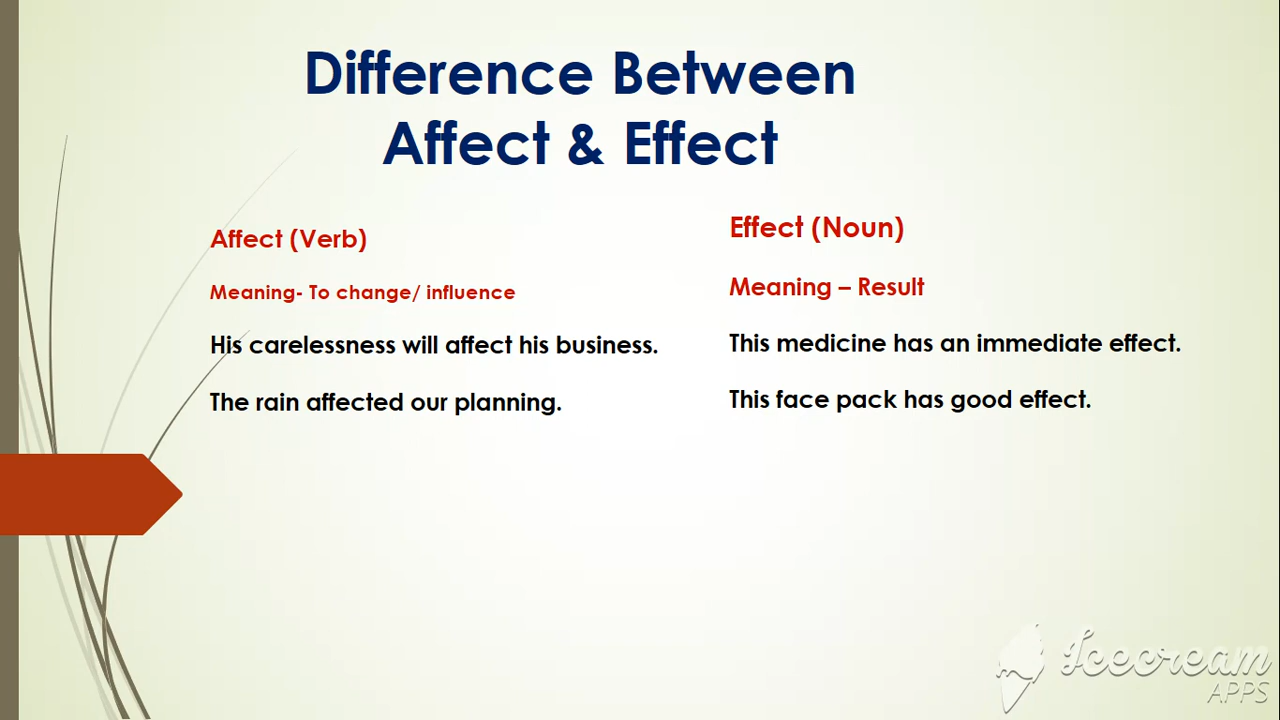 Difference Between
Affect & Effect
Affect (Verb)
Meaning- To change/ influence
His carelessness will affect his business.
The rain affected our planning.
Effect (Noun)
Meaning – Result
This medicine has an immediate effect.
This face pack has good effect.
Icecream
APPS